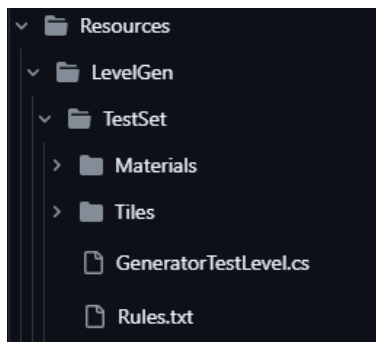 Resources
LevelGen
TestSet
Materials
Tiles
GeneratorTestLevel.cs
Rules.txt